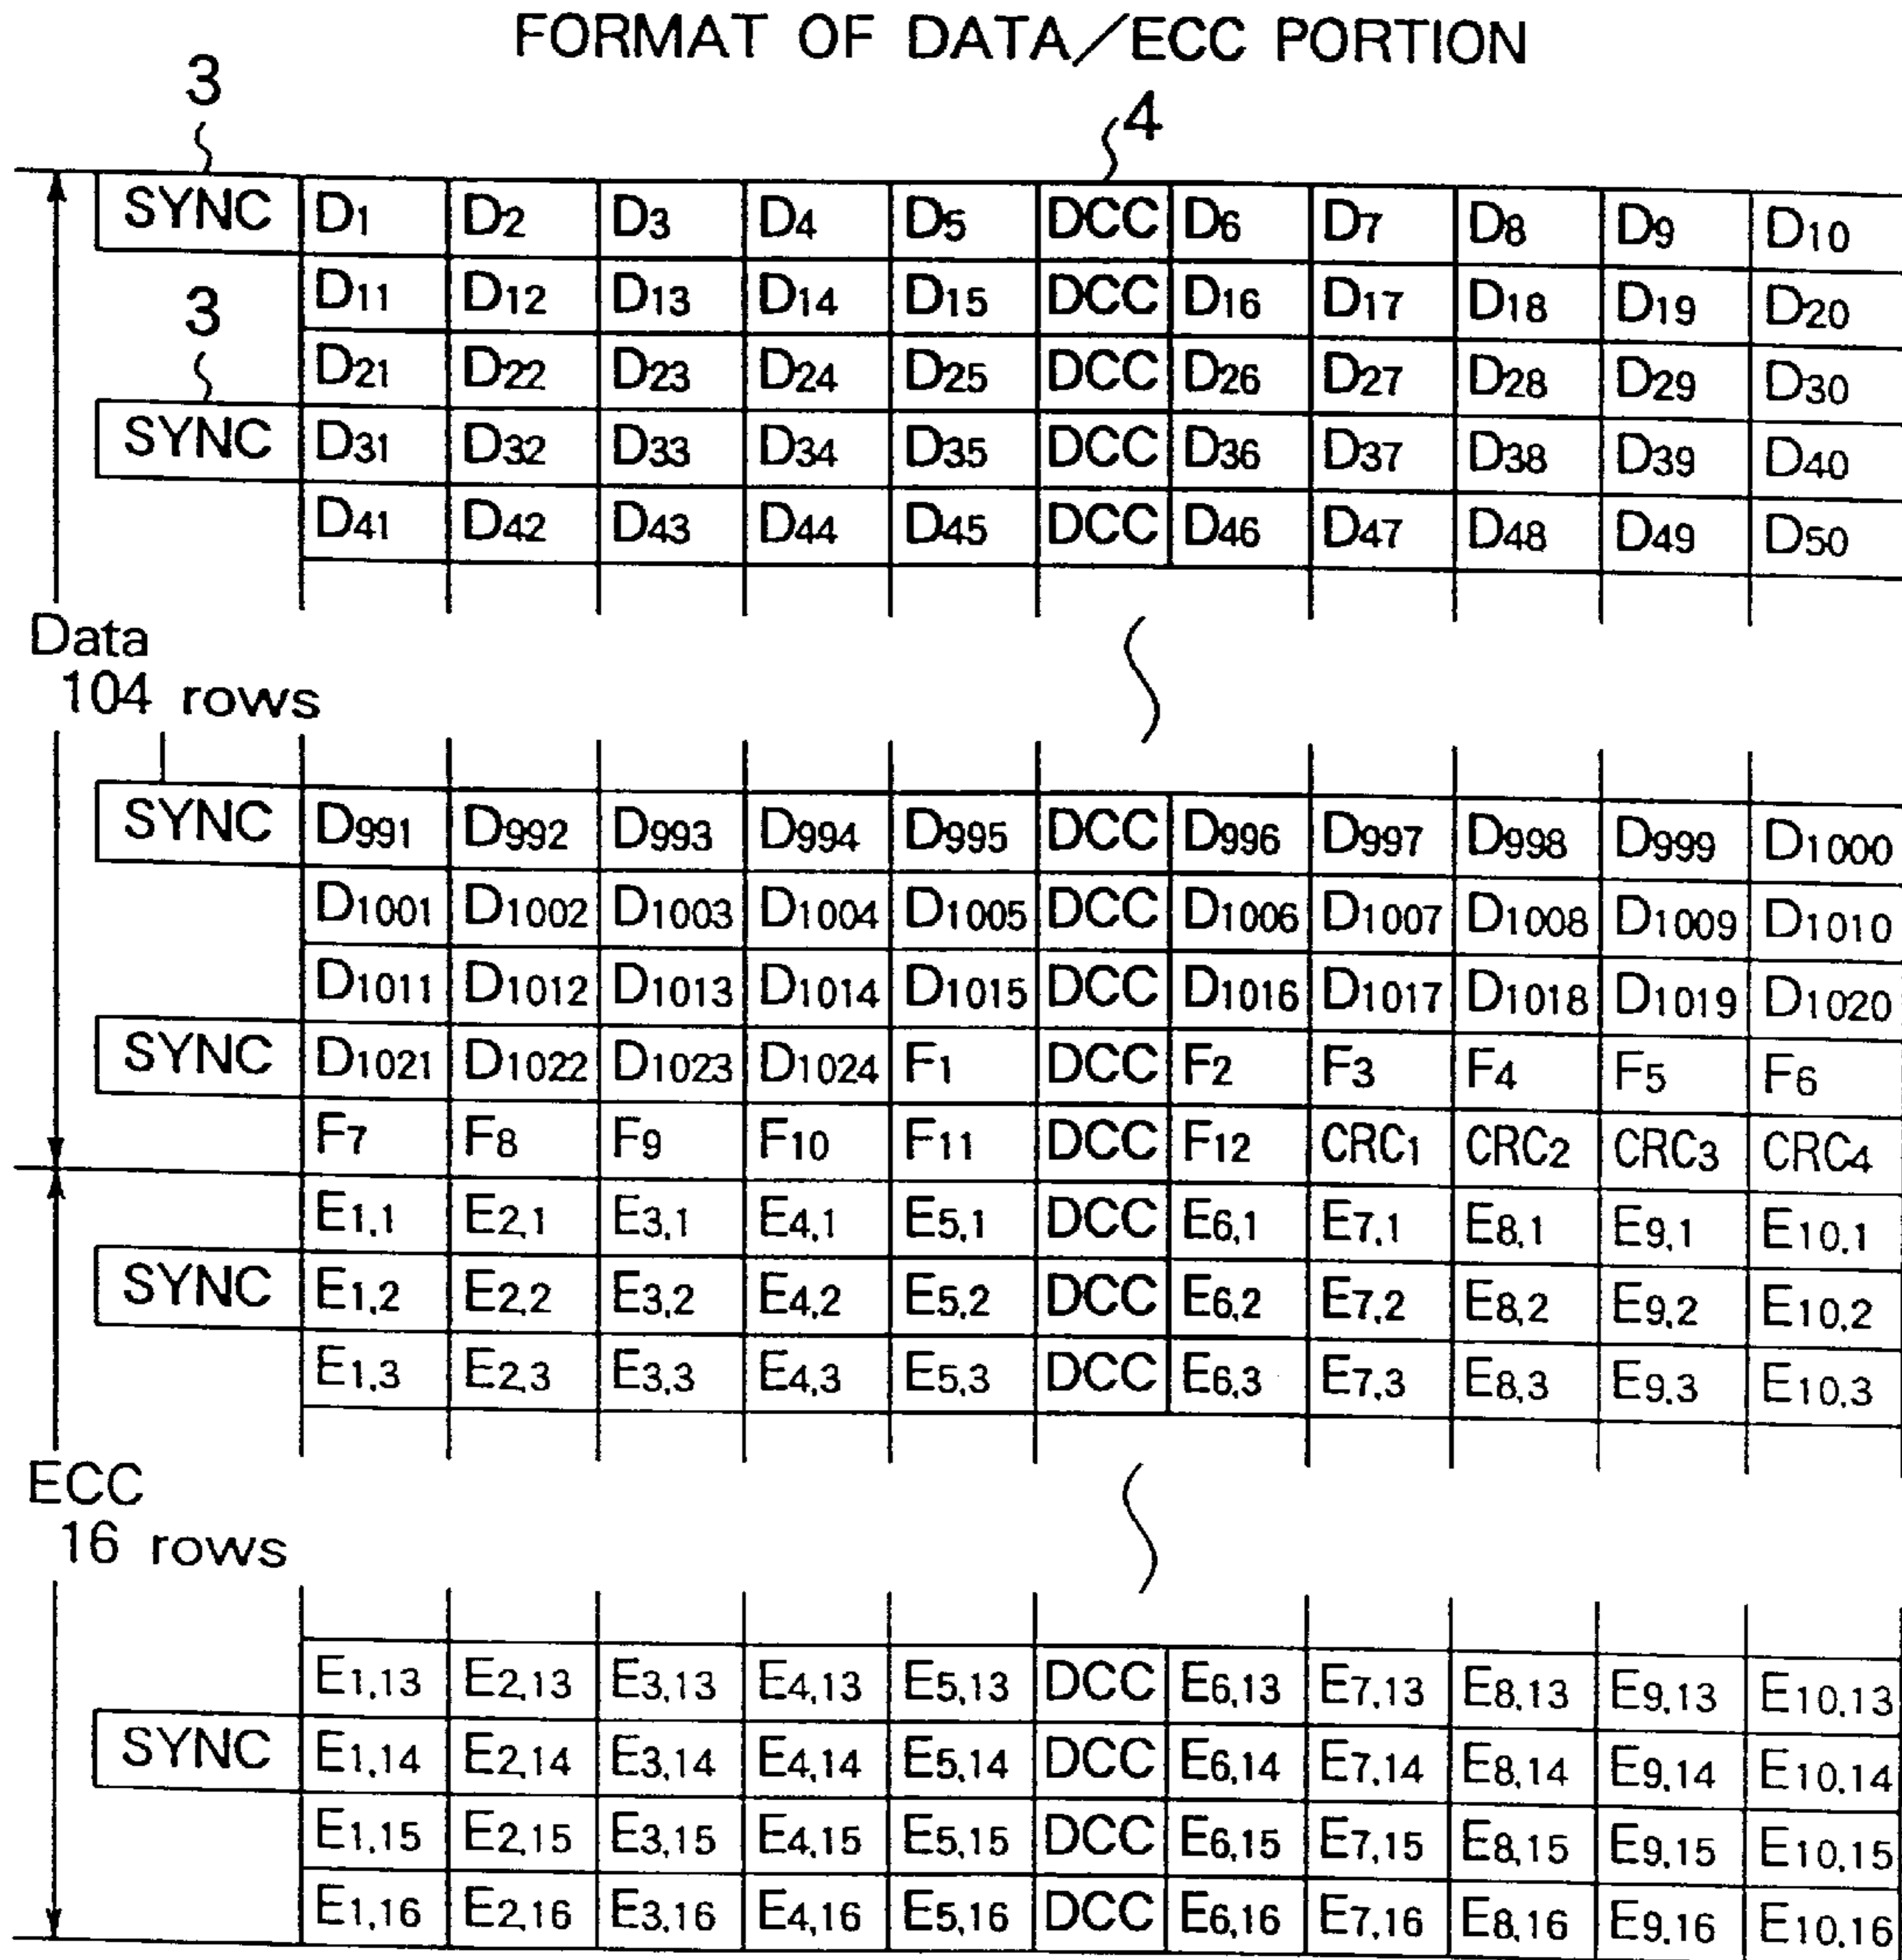 FORMAT OF DATA/ECC PORTION
3
4
SYNC D1 D2 D3 D4 D5 DCC D6 D7 D8 D9 D10
D11 D12 D13 D14 D15 DCC D16 D17 D18 D19 D20
3
D21 D22 D23 D24 D25 DCC D26 D27 D28 D29 D30
SYNC D31 D32 D33 D34 D35 DCC D36 D37 D38 D39 D40
D41 D42 D43 D44 D45 DCC D46 D47 D48 D49 D50
Data
104 rows
SYNC D991 D992 D993 D994 D995 DCC D996 D997 D998 D999 D1000
D1001 D1002 D1003 D1004 D1005 DCC D1006 D1007 D1008 D1009 D1010
D1011 D1012 D1013 D1014 D1015 DCC D1016 D1017 D1018 D1019 D1020
SYNC D1021 D1022 D1023 D1024 F1 DCC F2 F3 F4 F5 F6
F7 F8 F9 F10 F11 DCC F12 CRC1 CRC2 CRC3 CRC4
E1,1 E2,1 E3,1 E4,1 E5,1 DCC E6,1 E7,1 E8,1 E9,1 E10,1
SYNC E1,2 E2,2 E3,2 E4,2 E5,2 DCC E6,2 E7,2 E8,2 E9,2 E10,2
E1,3 E2,3 E3,3 E4,3 E5,3 DCC E6,3 E7,3 E8,3 E9,3 E10,3
ECC
16 rows
E1,13 E2,13 E3,13 E4,13 E5,13 DCC E6,13 E7,13 E8,13 E9,13 E10,13
SYNC E1,14 E2,14 E3,14 E4,14 E5,14 DCC E6,14 E7,14 E8,14 E9,14 E10,14
E1,15 E2,15 E3,15 E4,15 E5,15 DCC E6,15 E7,15 E8,15 E9,15 E10,15
E1,16 E2,16 E3,16 E4,16 E5,16 DCC E6,16 E7,16 E8,16 E9,16 E10,16